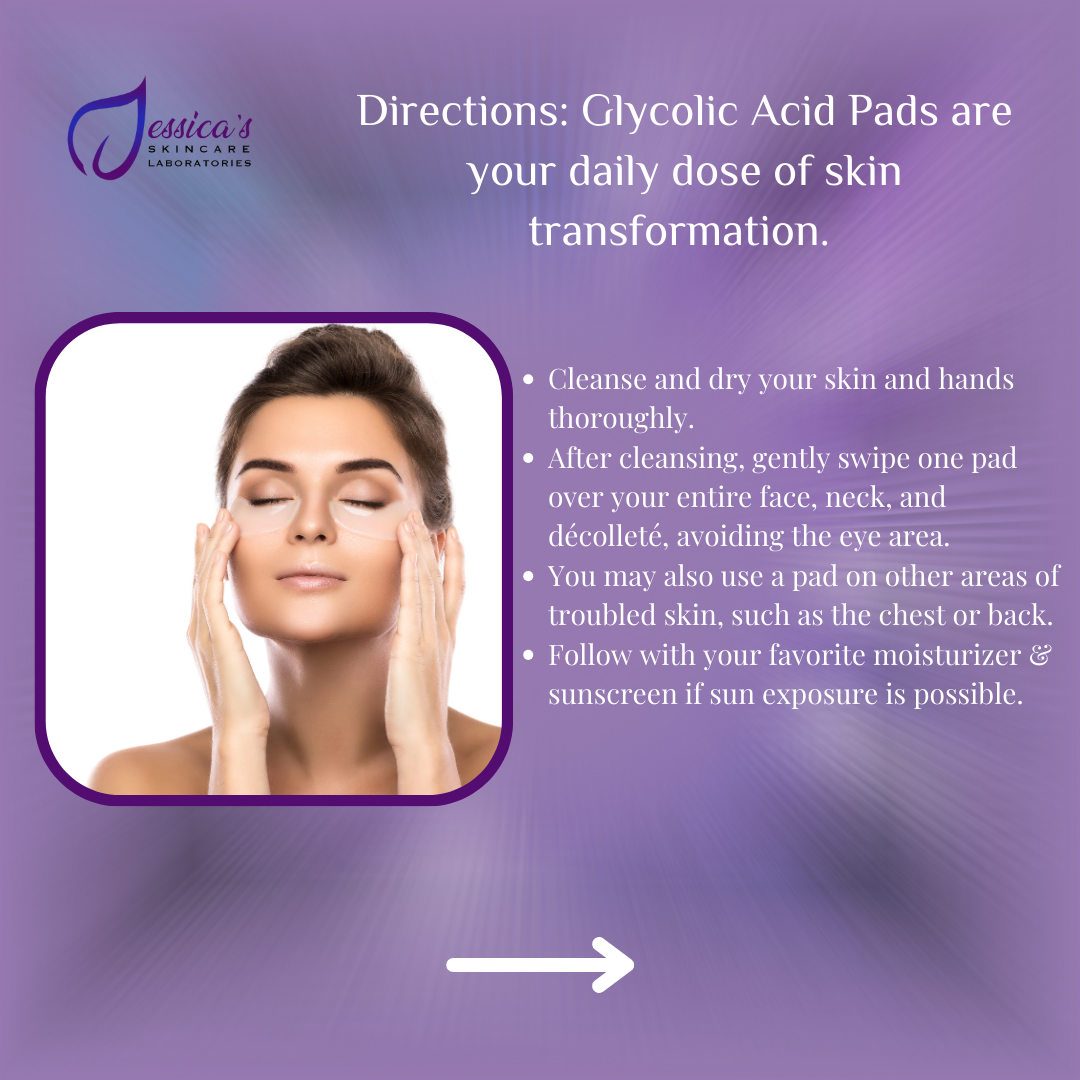 Jessica's
SKINCARE
LABORATORIES
Directions: Glycolic Acid Pads are
your daily dose of skin
transformation.
• Cleanse and dry your skin and hands
thoroughly.
• After cleansing, gently swipe one pad
over your entire face, neck, and
décolleté, avoiding the eye area.
• You may also use a pad on other areas of
troubled skin, such as the chest or back.
• Follow with your favorite moisturizer &
sunscreen if sun exposure is possible.